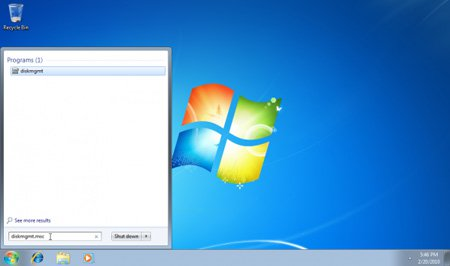 Recycle Bin
Programs (1)
diskmgmt
See more results
diskmgmt.msc
Shut down
5:46 PM
2/20/2010